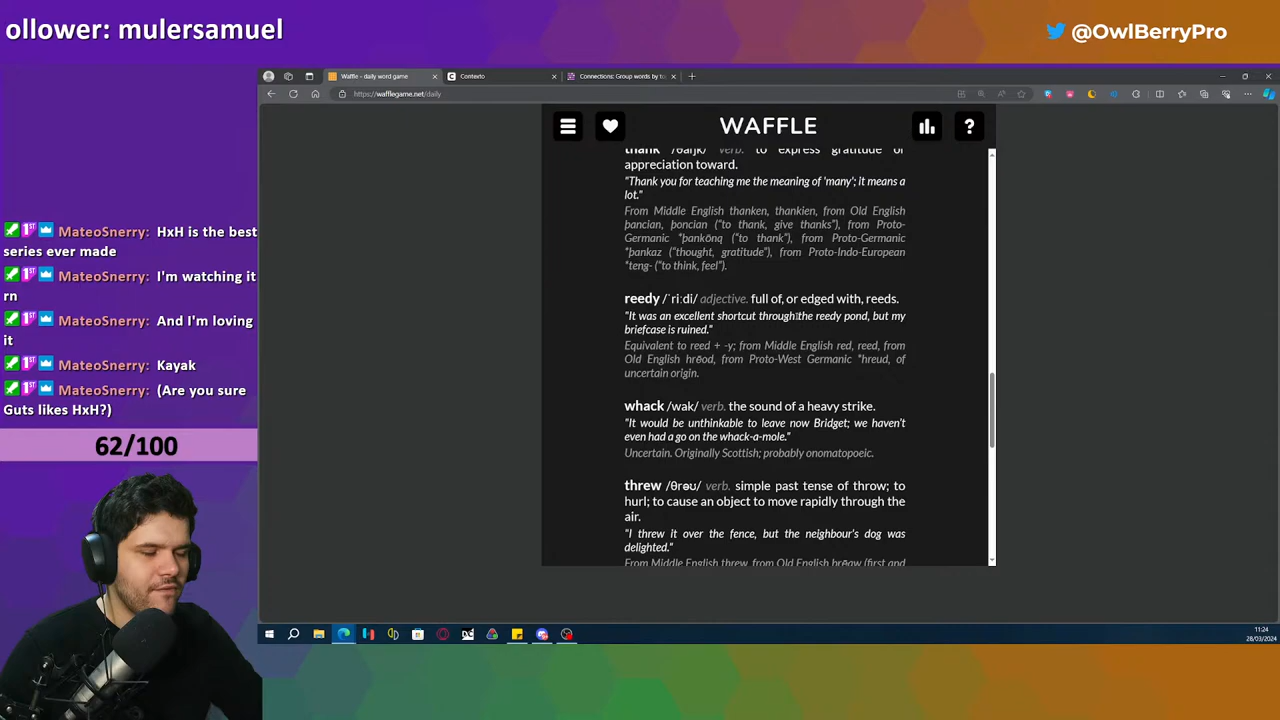 ollower: mulersamuel
@OwlBerryPro
Waffle - daily word game
Contexto
Connections: Group words by to
https://wafflegame.net/daily
WAFFLE
?
MateoSnerry: HxH is the best
series ever made
MateoSnerry: I'm watching it
rn
MateoSnerry: And I'm loving
it
MateoSnerry: Kayak
MateoSnerry: (Are you sure
Guts likes HxH?)
62/100
thank /θaŋk/ verb. to express gratitude or
appreciation toward.
"Thank you for teaching me the meaning of 'many'; it means a
lot."
From Middle English thanken, thankien, from Old English
þancian, þoncian ("to thank, give thanks"), from Proto-
Germanic *þankōną ("to thank"), from Proto-Germanic
*þankaz ("thought, gratitude"), from Proto-Indo-European
*teng- ("to think, feel").
reedy /ˈriːdi/ adjective. full of, or edged with, reeds.
"It was an excellent shortcut through the reedy pond, but my
briefcase is ruined."
Equivalent to reed + -y; from Middle English red, reed, from
Old English hrēod, from Proto-West Germanic *hreud, of
uncertain origin.
whack /wak/ verb. the sound of a heavy strike.
"It would be unthinkable to leave now Bridget; we haven't
even had a go on the whack-a-mole."
Uncertain. Originally Scottish; probably onomatopoeic.
threw /θrəʊ/ verb. simple past tense of throw; to
hurl; to cause an object to move rapidly through the
air.
"I threw it over the fence, but the neighbour's dog was
delighted."
From Middle English threw, from Old English þrēow (first and
11:24
28/03/2024